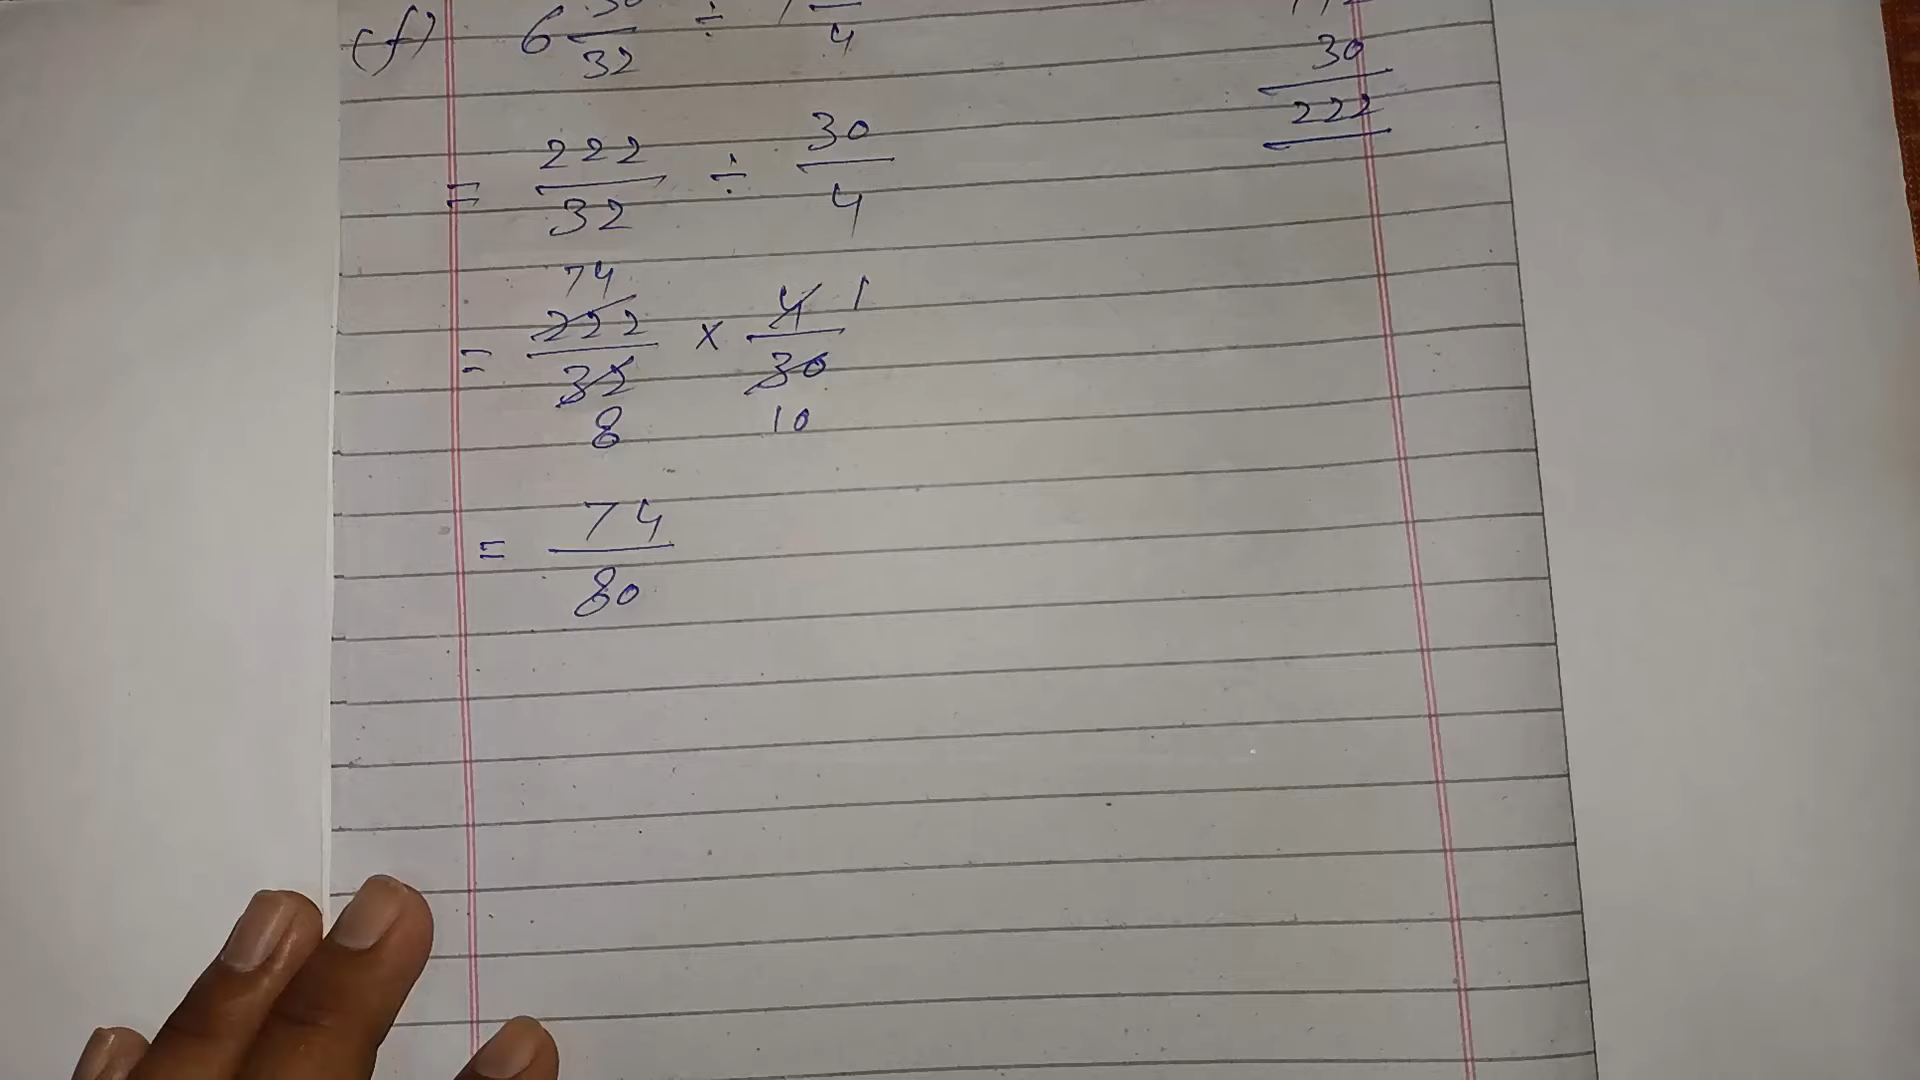 (f) 6 30/32 ÷ 4
30
222
= 222/32 ÷ 30/4
74
= 222/32 × 4/30 1
8 10
= 74/80